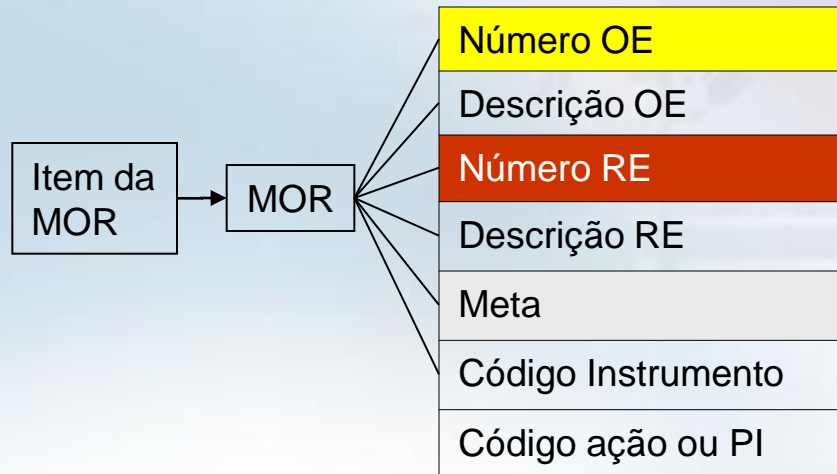 Item da
MOR
MOR
Número OE
Descrição OE
Número RE
Descrição RE
Meta
Código Instrumento
Código ação ou PI